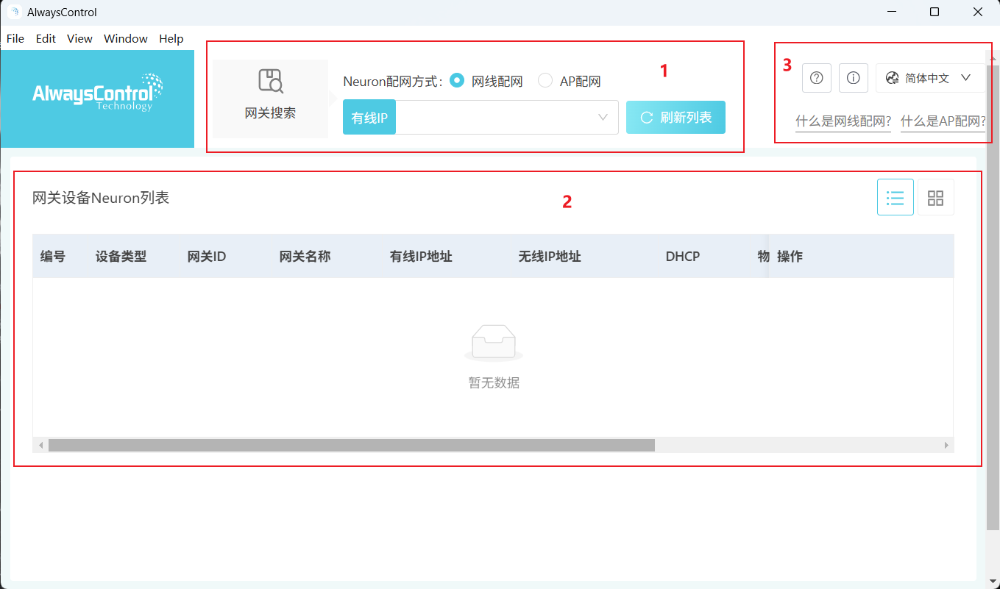 AlwaysControl
File Edit View Window Help
AlwaysControl
Technology
网关搜索
Neuron配网方式: 网线配网 AP配网
1
有线IP
刷新列表
3
简体中文
什么是网线配网? 什么是AP配网?
网关设备Neuron列表
2
编号 设备类型 网关ID 网关名称 有线IP地址 无线IP地址 DHCP 物 操作
暂无数据